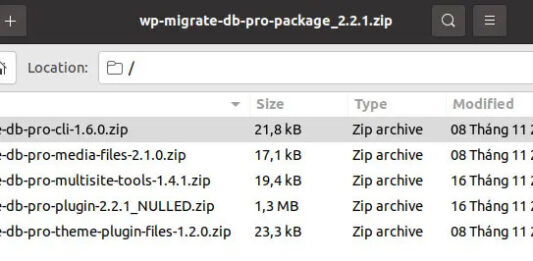 wp-migrate-db-pro-package_2.2.1.zip
Location: /
Size Type Modified
e-db-pro-cli-1.6.0.zip 21,8 kB Zip archive 08 Tháng 11 2
e-db-pro-media-files-2.1.0.zip 17,1 kB Zip archive 08 Tháng 11 2
e-db-pro-multisite-tools-1.4.1.zip 19,4 kB Zip archive 16 Tháng 11 2
e-db-pro-plugin-2.2.1_NULLED.zip 1,3 MB Zip archive 16 Tháng 11 2
e-db-pro-theme-plugin-files-1.2.0.zip 23,3 kB Zip archive 08 Tháng 11 2